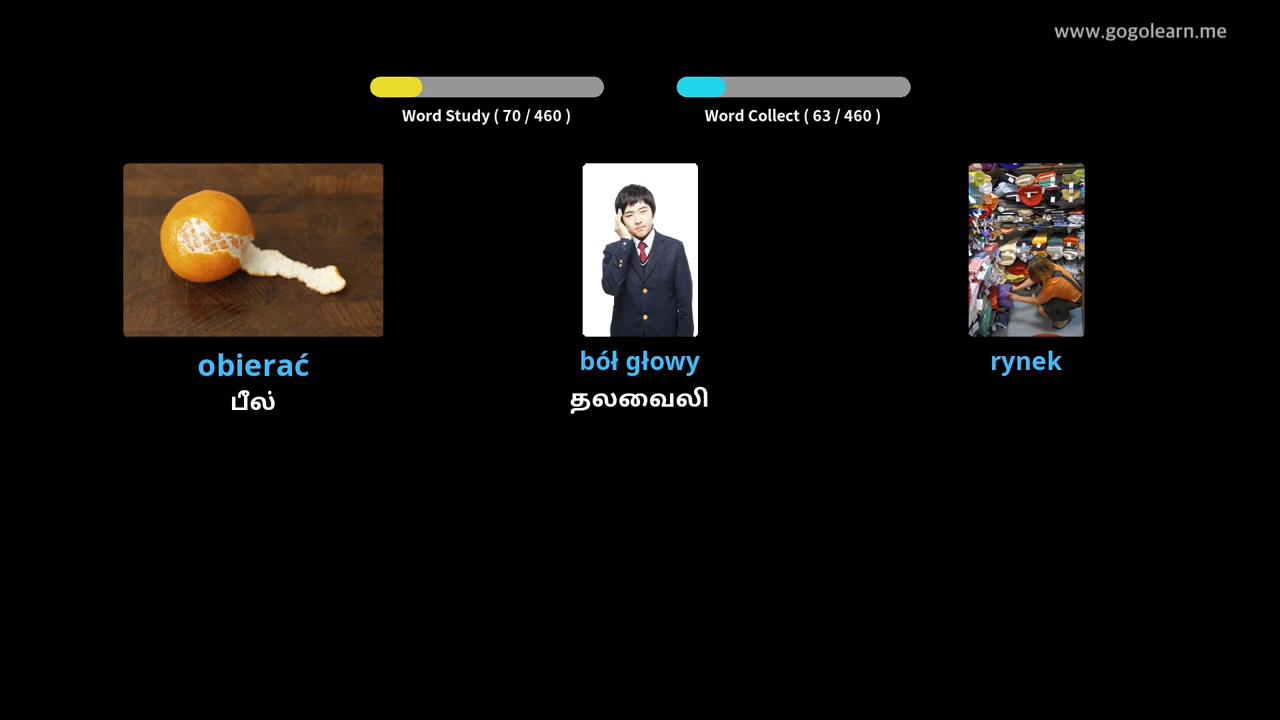 www.gogolearn.me
Word Study ( 70 / 460 )
Word Collect ( 63 / 460 )
obierać
பீல்
ból głowy
தலைவலி
rynek